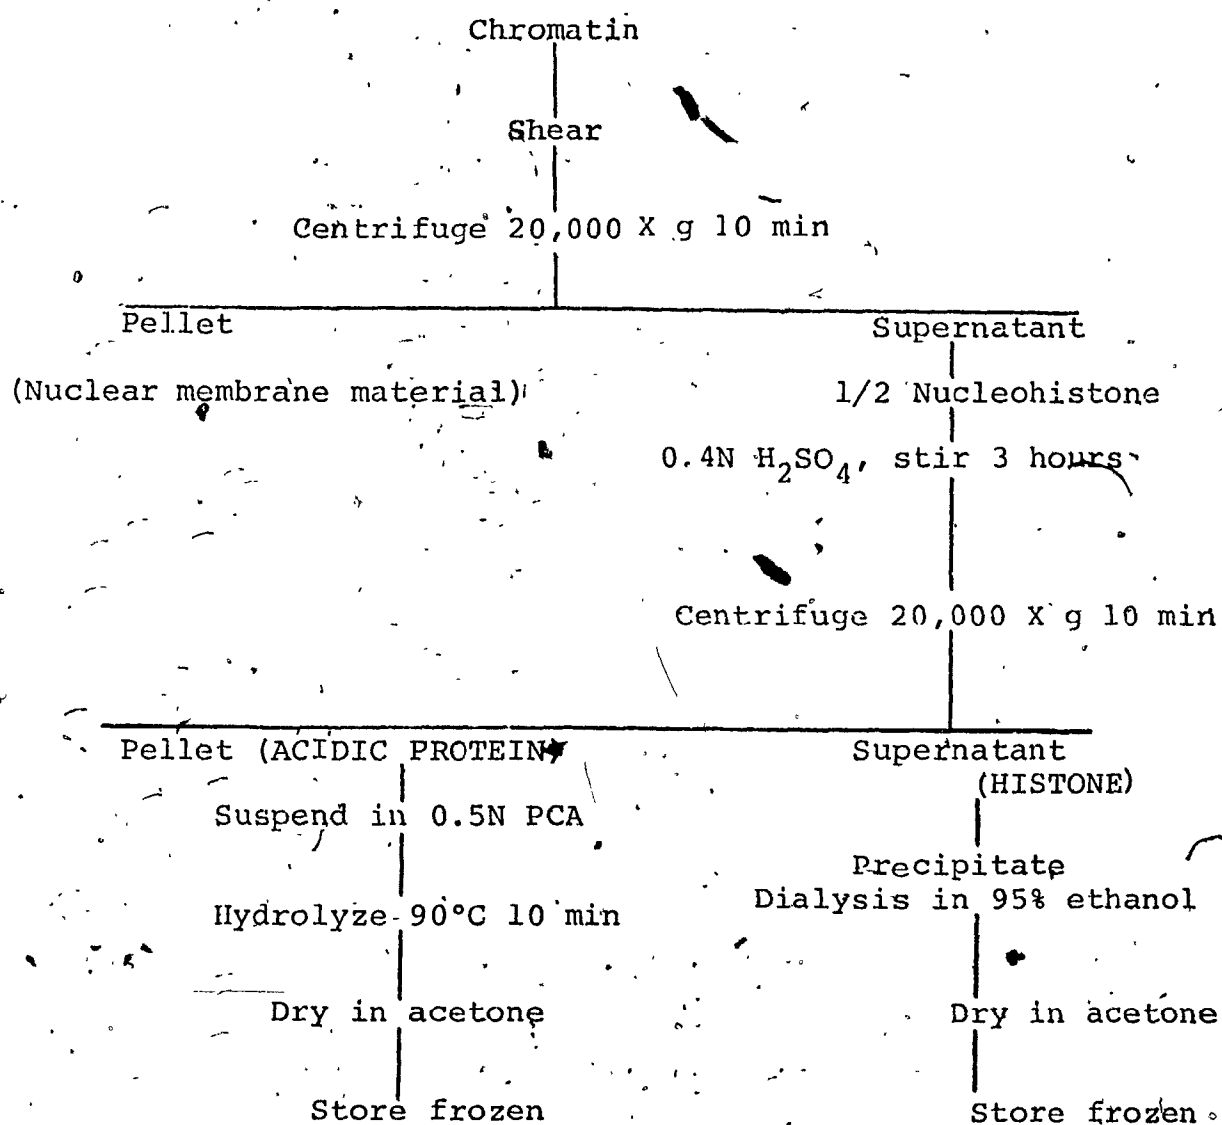 Chromatin
Shear
Centrifuge 20,000 X g 10 min
Pellet
Supernatant
(Nuclear membrane material)
1/2 Nucleohistone
0.4N H₂SO₄, stir 3 hours
Centrifuge 20,000 X g 10 min
Pellet (ACIDIC PROTEIN)
Supernatant
(HISTONE)
Suspend in 0.5N PCA
Precipitate
Dialysis in 95% ethanol
Hydrolyze 90°C 10 min
Dry in acetone
Dry in acetone
Store frozen
Store frozen